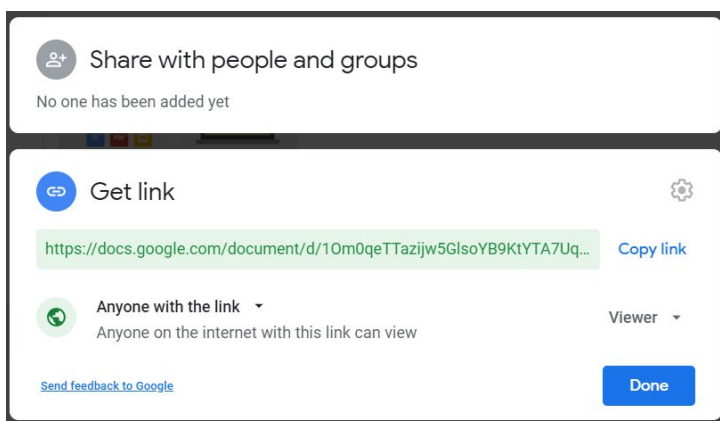 Share with people and groups
No one has been added yet
Get link
https://docs.google.com/document/d/1Om0qeTTazijw5GlsoYB9KtYTA7Uq... Copy link
Anyone with the link
Anyone on the internet with this link can view
Viewer
Send feedback to Google
Done